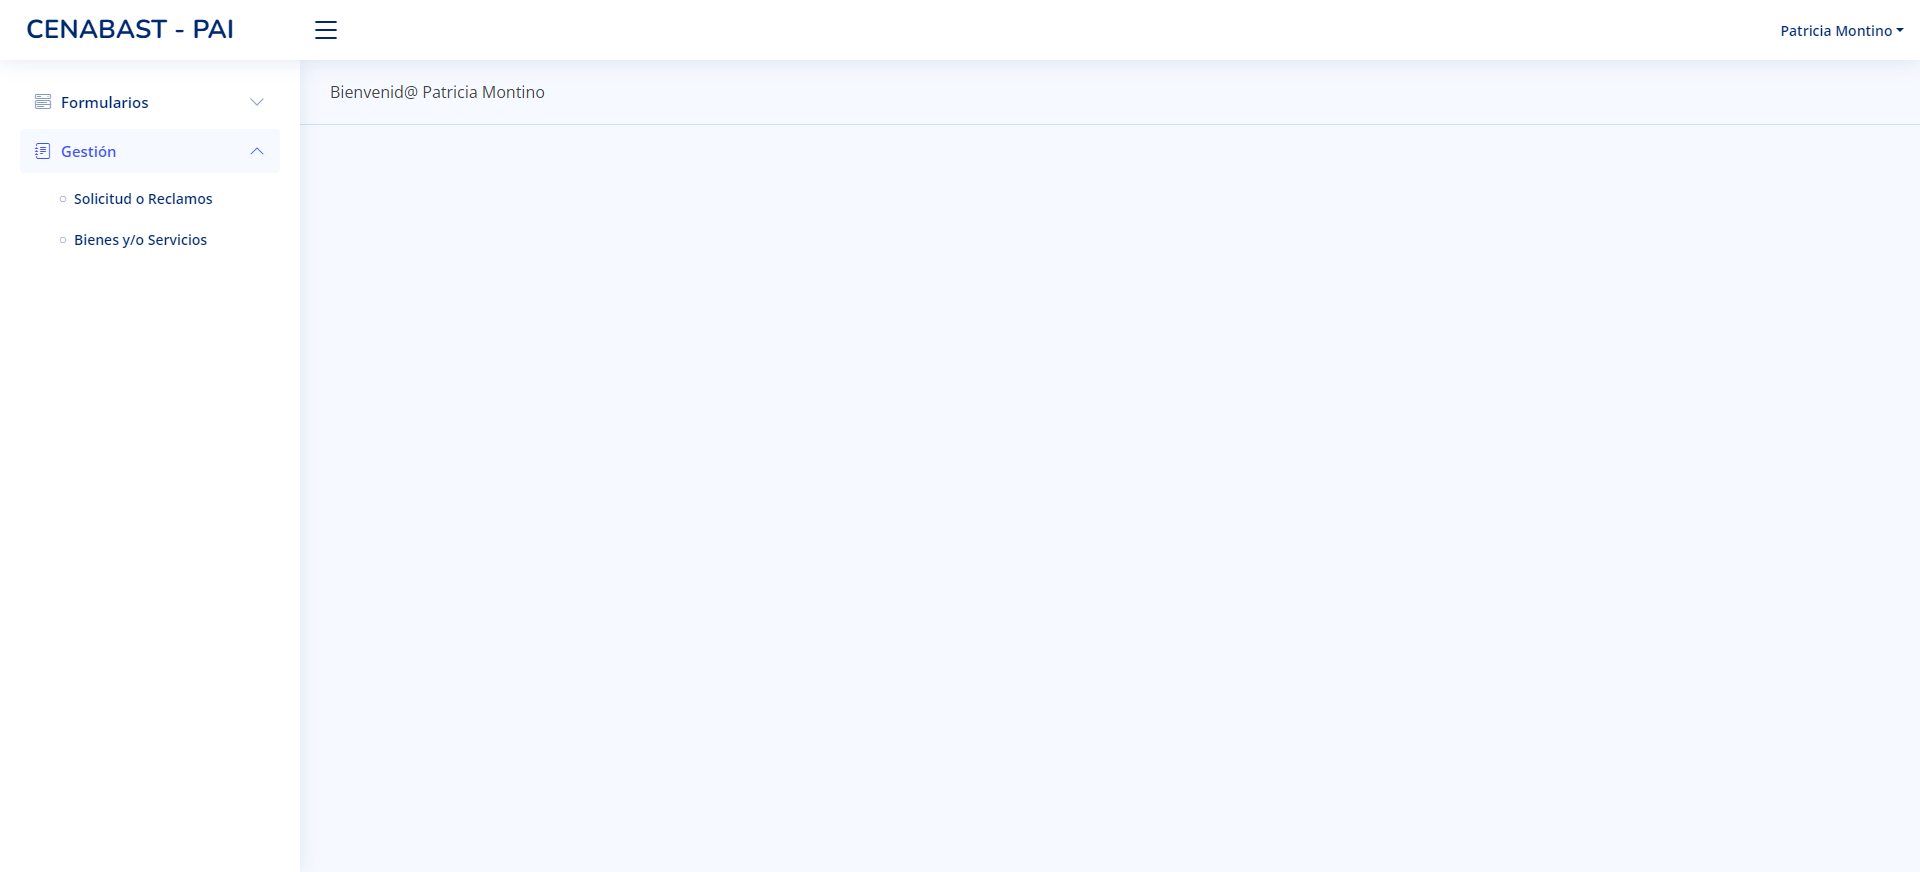 CENABAST - PAI
Patricia Montino
Formularios
Gestión
Solicitud o Reclamos
Bienes y/o Servicios
Bienvenid@ Patricia Montino